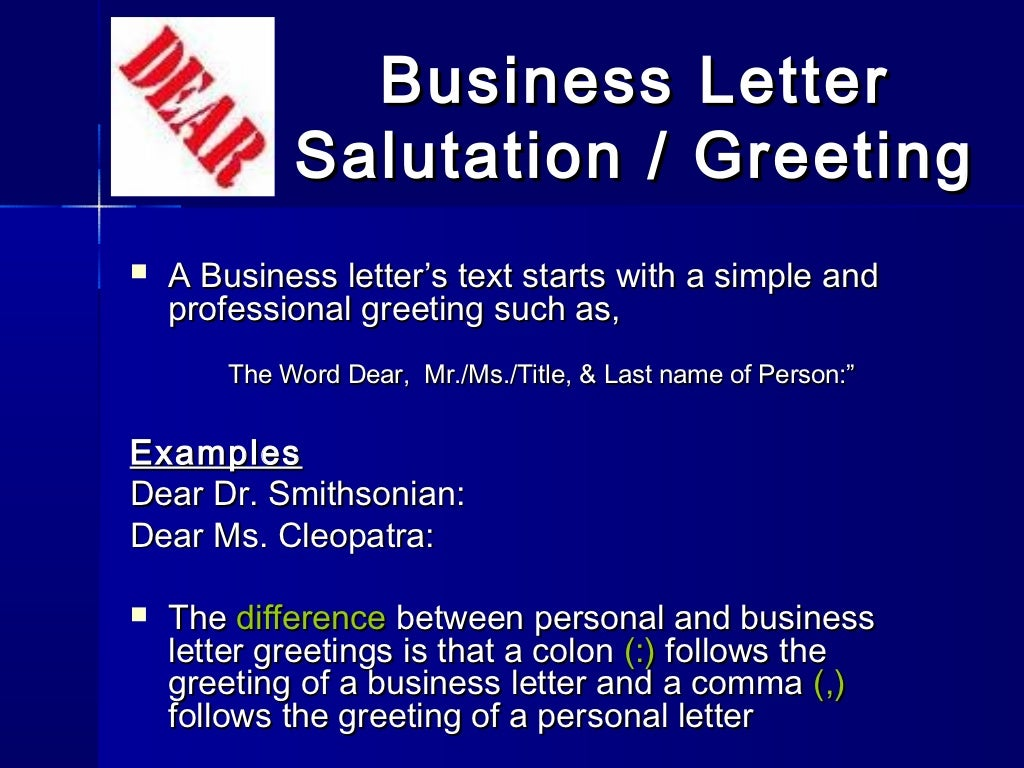 DEAR
Business Letter
Salutation / Greeting
A Business letter’s text starts with a simple and
professional greeting such as,
The Word Dear,  Mr./Ms./Title, & Last name of Person:”
Examples
Dear Dr. Smithsonian:
Dear Ms. Cleopatra:
The difference between personal and business
letter greetings is that a colon (:) follows the
greeting of a business letter and a comma (,)
follows the greeting of a personal letter